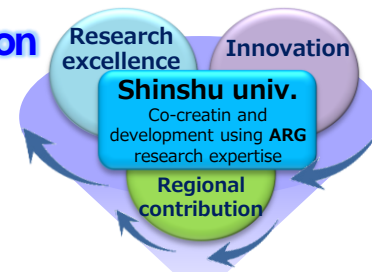 on
Research
excellence
Innovation
Shinshu univ.
Co-creatin and
development using ARG
research expertise
Regional
contribution